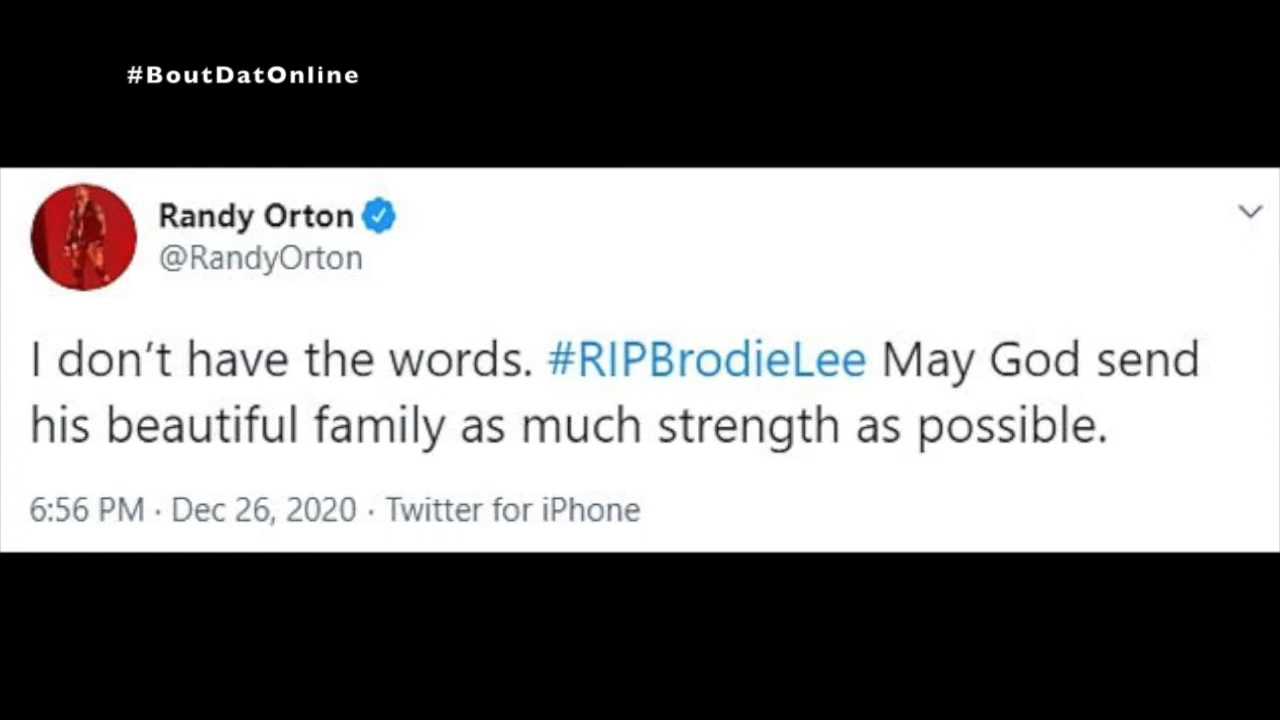 #BoutDatOnline
Randy Orton
@RandyOrton
I don’t have the words. #RIPBrodieLee May God send
his beautiful family as much strength as possible.
6:56 PM · Dec 26, 2020 · Twitter for iPhone